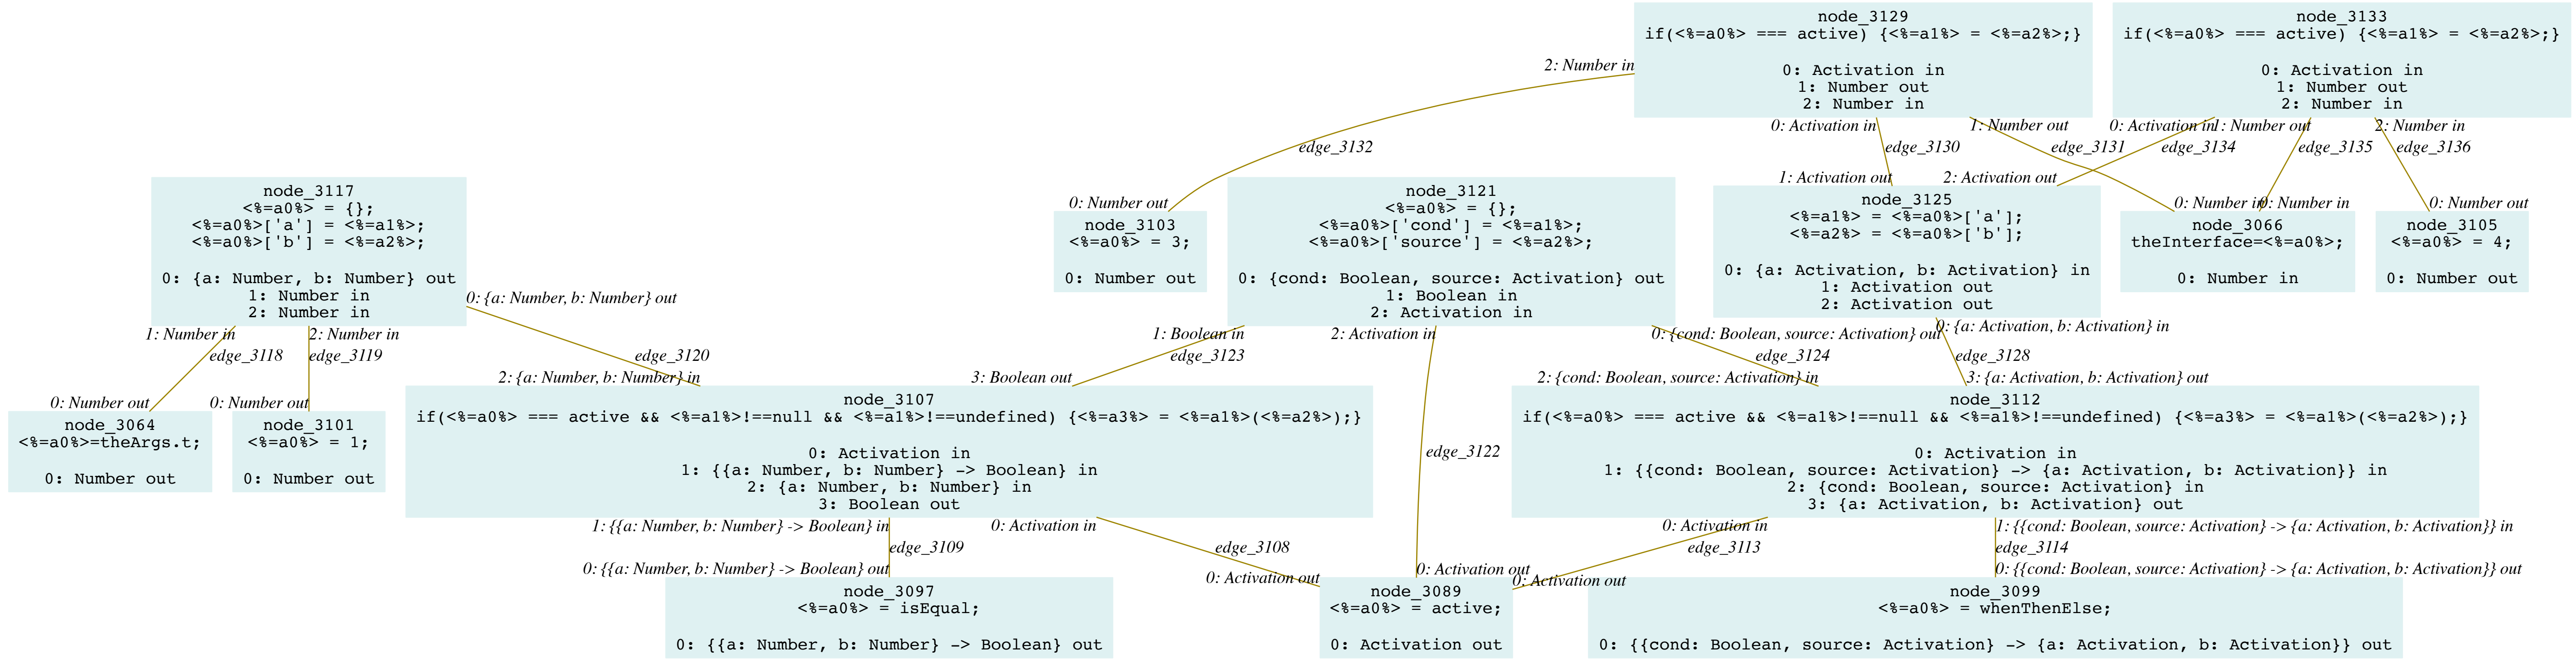 node_3129
if(<%=a0%> === active) {<%=a1%> = <%=a2%>;}
0: Activation in
1: Number out
2: Number in
node_3133
if(<%=a0%> === active) {<%=a1%> = <%=a2%>;}
0: Activation in
1: Number out
2: Number in
2: Number in
edge_3132
0: Number out
0: Activation in
edge_3130
1: Activation out
1: Number out
edge_3131
0: Number in
0: Activation in
edge_3134
2: Activation out
1: Number out
edge_3135
0: Number in
2: Number in
edge_3136
0: Number out
node_3117
<%=a0%> = {};
<%=a0%>['a'] = <%=a1%>;
<%=a0%>['b'] = <%=a2%>;
0: {a: Number, b: Number} out
1: Number in
2: Number in
node_3103
<%=a0%> = 3;
0: Number out
node_3121
<%=a0%> = {};
<%=a0%>['cond'] = <%=a1%>;
<%=a0%>['source'] = <%=a2%>;
0: {cond: Boolean, source: Activation} out
1: Boolean in
2: Activation in
node_3125
<%=a1%> = <%=a0%>['a'];
<%=a2%> = <%=a0%>['b'];
0: {a: Activation, b: Activation} in
1: Activation out
2: Activation out
node_3066
theInterface=<%=a0%>;
0: Number in
node_3105
<%=a0%> = 4;
0: Number out
1: Number in
edge_3118
0: Number out
2: Number in
edge_3119
0: Number out
0: {a: Number, b: Number} out
edge_3120
2: {a: Number, b: Number} in
1: Boolean in
edge_3123
3: Boolean out
2: Activation in
edge_3122
0: Activation out
0: {cond: Boolean, source: Activation} out
edge_3124
2: {cond: Boolean, source: Activation} in
0: {a: Activation, b: Activation} in
edge_3128
3: {a: Activation, b: Activation} out
node_3064
<%=a0%>=theArgs.t;
0: Number out
node_3101
<%=a0%> = 1;
0: Number out
node_3107
if(<%=a0%> === active && <%=a1%>!==null && <%=a1%>!==undefined) {<%=a3%> = <%=a1%>(<%=a2%>);}
0: Activation in
1: {{a: Number, b: Number} -> Boolean} in
2: {a: Number, b: Number} in
3: Boolean out
node_3112
if(<%=a0%> === active && <%=a1%>!==null && <%=a1%>!==undefined) {<%=a3%> = <%=a1%>(<%=a2%>);}
0: Activation in
1: {{cond: Boolean, source: Activation} -> {a: Activation, b: Activation}} in
2: {cond: Boolean, source: Activation} in
3: {a: Activation, b: Activation} out
1: {{a: Number, b: Number} -> Boolean} in
edge_3109
0: {{a: Number, b: Number} -> Boolean} out
0: Activation in
edge_3108
0: Activation out
0: Activation in
edge_3113
0: Activation out
1: {{cond: Boolean, source: Activation} -> {a: Activation, b: Activation}} in
edge_3114
0: {{cond: Boolean, source: Activation} -> {a: Activation, b: Activation}} out
node_3097
<%=a0%> = isEqual;
0: {{a: Number, b: Number} -> Boolean} out
node_3089
<%=a0%> = active;
0: Activation out
node_3099
<%=a0%> = whenThenElse;
0: {{cond: Boolean, source: Activation} -> {a: Activation, b: Activation}} out